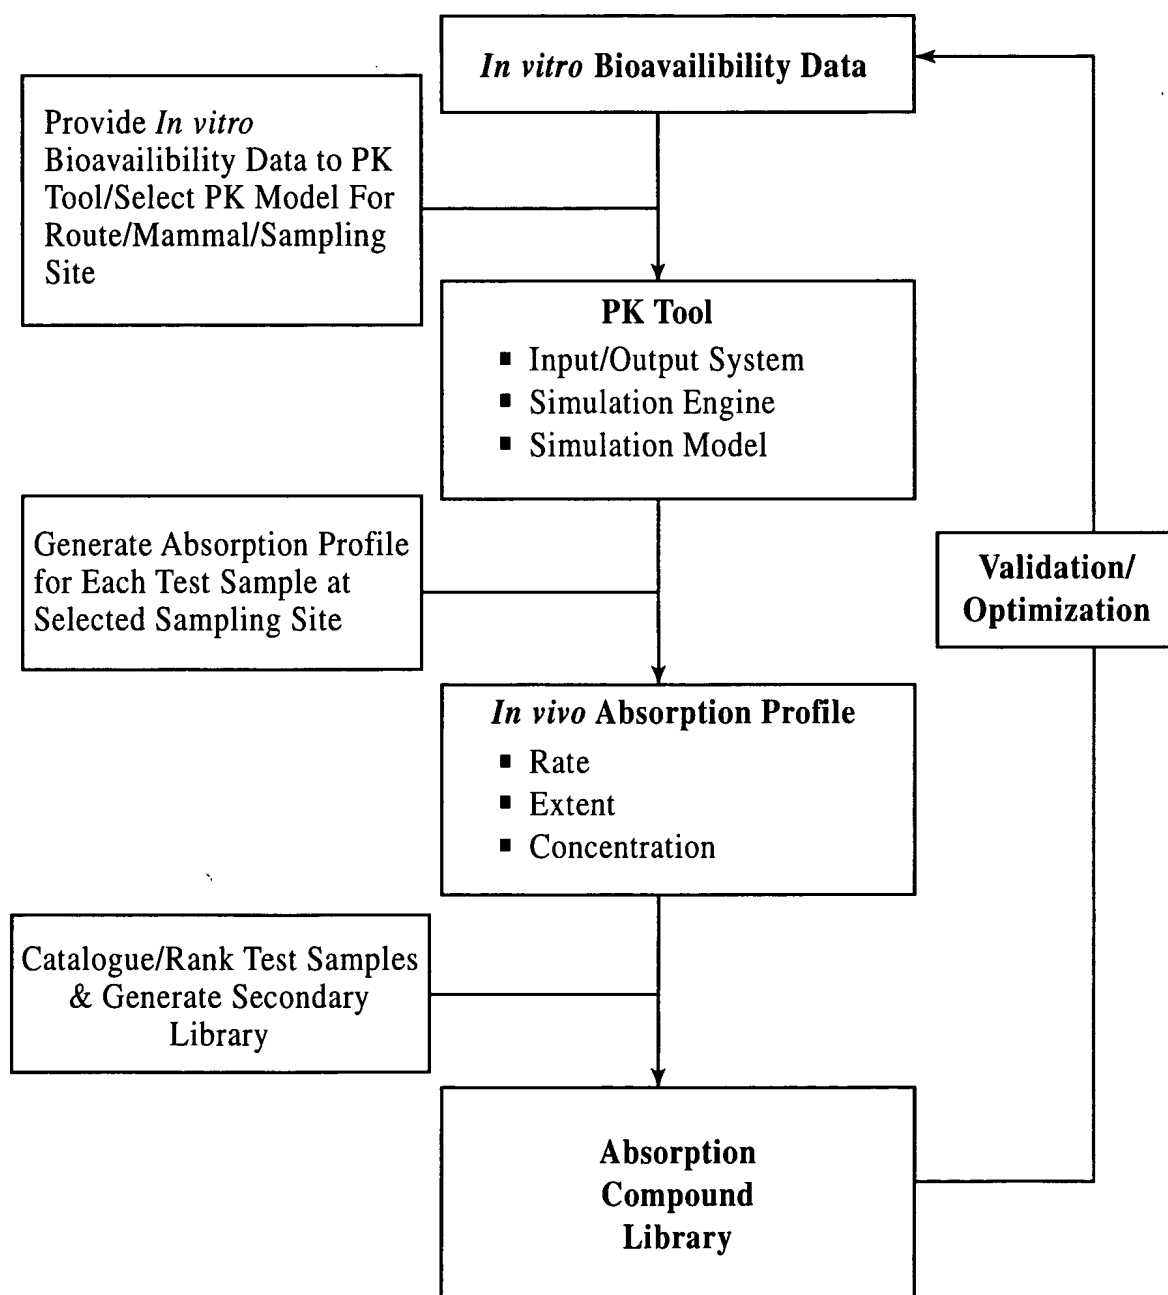 In vitro Bioavailibility Data
Provide In vitro
Bioavailibility Data to PK
Tool/Select PK Model For
Route/Mammal/Sampling
Site
PK Tool
▪ Input/Output System
▪ Simulation Engine
▪ Simulation Model
Generate Absorption Profile
for Each Test Sample at
Selected Sampling Site
Validation/
Optimization
In vivo Absorption Profile
▪ Rate
▪ Extent
▪ Concentration
Catalogue/Rank Test Samples
& Generate Secondary
Library
Absorption
Compound
Library